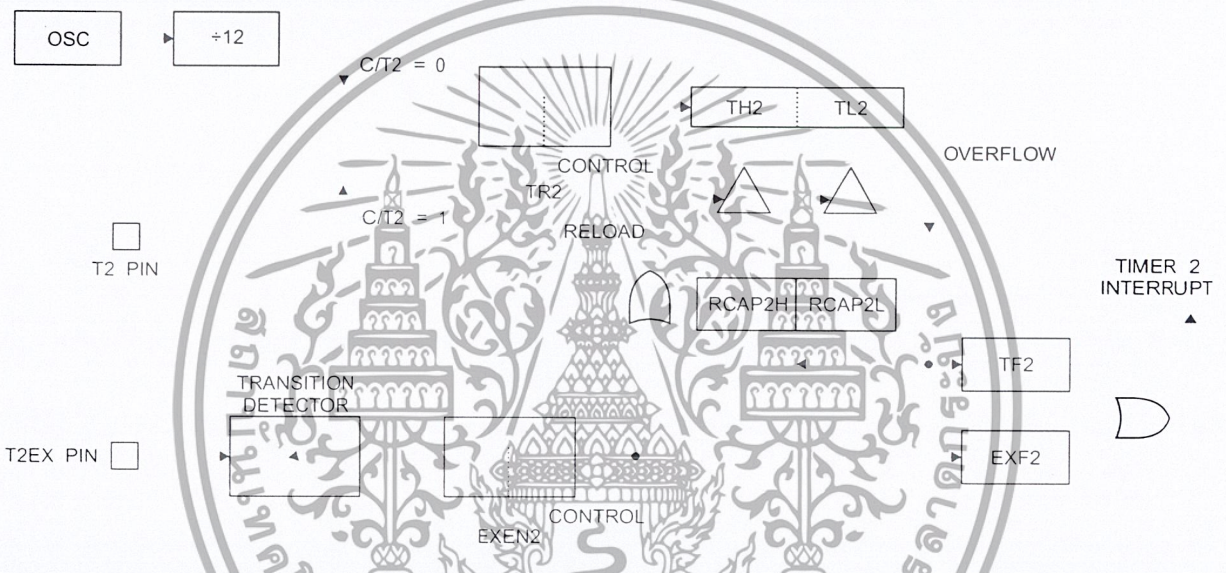 OSC
÷12
C/T2 = 0
TH2
TL2
OVERFLOW
CONTROL
TR2
C/T2 = 1
RELOAD
T2 PIN
TIMER 2
INTERRUPT
RCAP2H
RCAP2L
TF2
TRANSITION
DETECTOR
T2EX PIN
EXF2
CONTROL
EXEN2